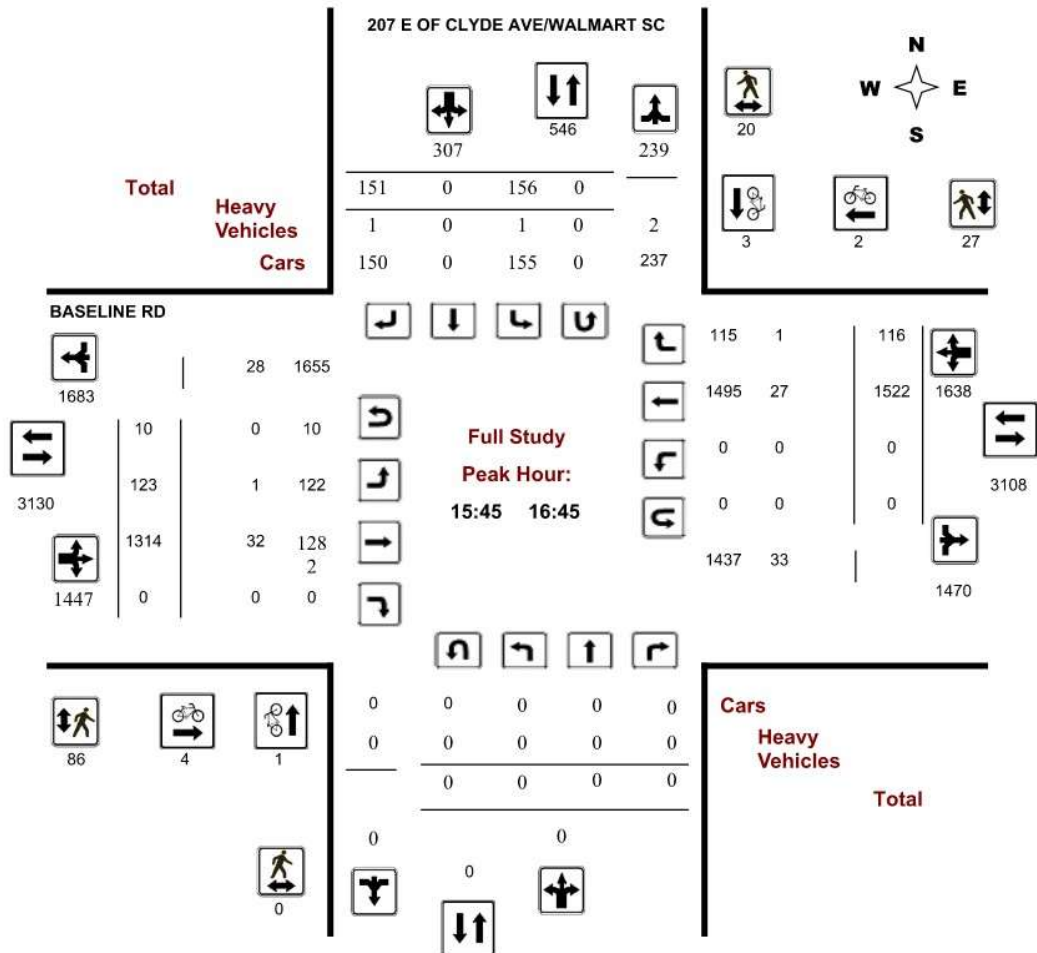 207 E OF CLYDE AVE/WALMART SC
N
W E
S
546
20
307 239
Total 151 0 156 0
Heavy
Vehicles
1 0 1 0 2
3 2 27
Cars 150 0 155 0 237
BASELINE RD
115 1 116
28 1655
1683
1495 27 1522 1638
10 0 10
Full Study
0 0 0
3130
123 1 122
Peak Hour:
3108
15:45 16:45
0 0 0
1314 32 128
2
1437 33
1447 0 0 0
1470
0 0 0 0 0
Cars
0 0 0 0 0
Heavy
Vehicles
86 4 1
0 0 0 0
Total
0 0
0
0